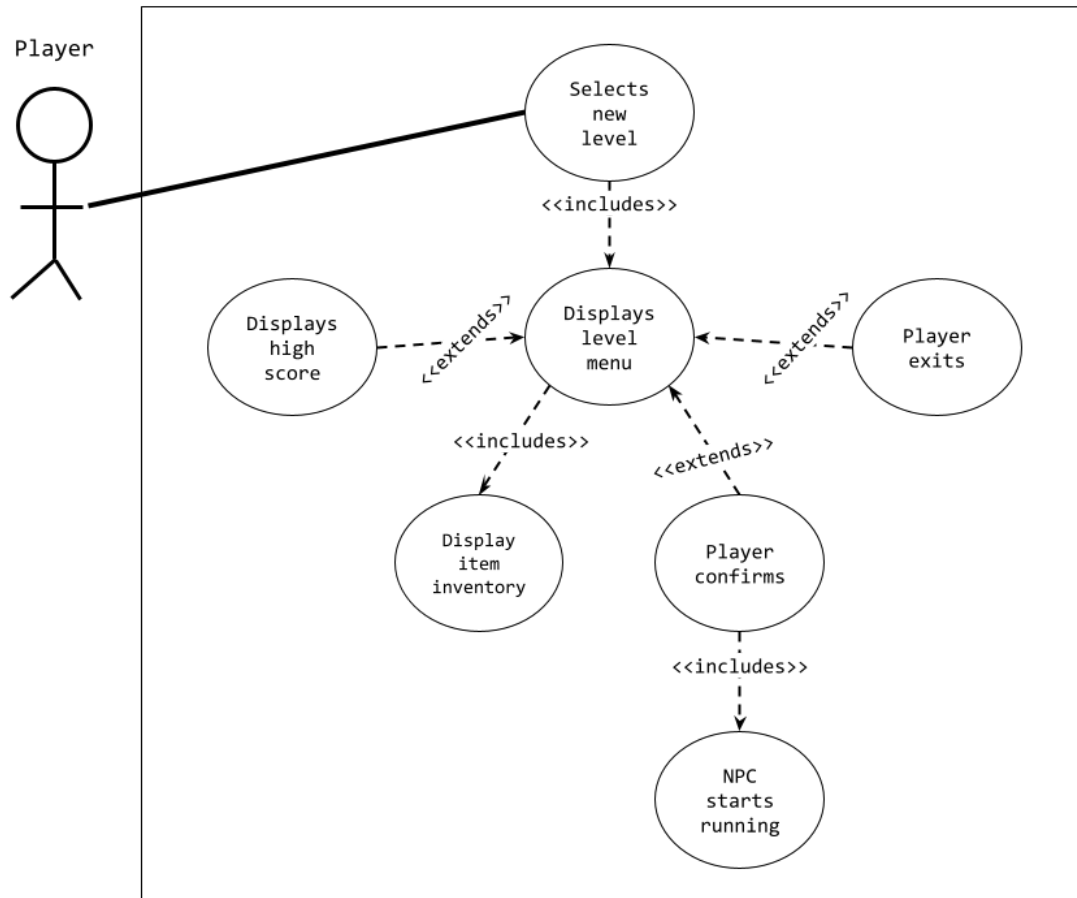 Player
Selects
new
level
<<includes>>
Displays
high
score
<<extends>>
Displays
level
menu
<<extends>>
Player
exits
<<includes>>
<<extends>>
Display
item
inventory
Player
confirms
<<includes>>
NPC
starts
running